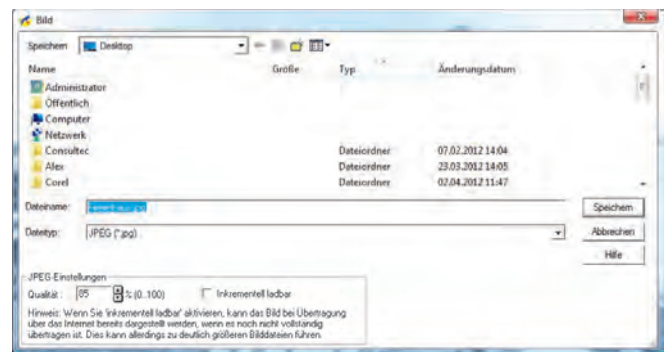 Bild
Speichern Desktop
Name Größe Typ Änderungsdatum
Administrator
Öffentlich
Computer
Netzwerk
Consultec Dateiordner 07.02.2012 14:04
Alex Dateiordner 23.03.2012 14:05
Corel Dateiordner 02.04.2012 11:47
Dateiname: Speichern
Dateityp: JPEG (*.jpg) Abbrechen
Hilfe
JPEG-Einstellungen
Qualität: 85 % (0..100) Inkrementell ladbar
Hinweis: Wenn Sie 'inkrementell ladbar' aktivieren, kann das Bild bei Übertragung
über das Internet bereits dargestellt werden, wenn es noch nicht vollständig
übertragen ist. Dies kann allerdings zu deutlich größeren Bilddateien führen.